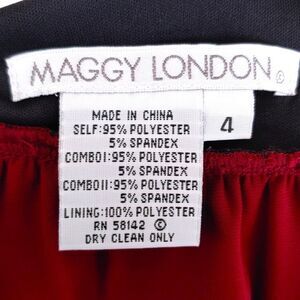 MAGGY LONDON ©
4
MADE IN CHINA
SELF:95% POLYESTER
5% SPANDEX
COMBOI:95% POLYESTER
5% SPANDEX
COMBOII:95% POLYESTER
5% SPANDEX
LINING:100% POLYESTER
RN 58142 ©
DRY CLEAN ONLY